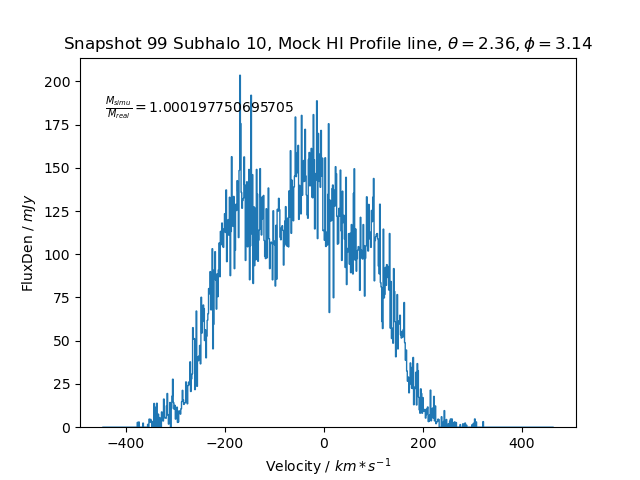 Snapshot 99 Subhalo 10, Mock HI Profile line, θ = 2.36, ϕ = 3.14
M_simu/M_real = 1.000197750695705
FluxDen / mJy
200
175
150
125
100
75
50
25
0
−400 −200 0 200 400
Velocity / km * s⁻¹